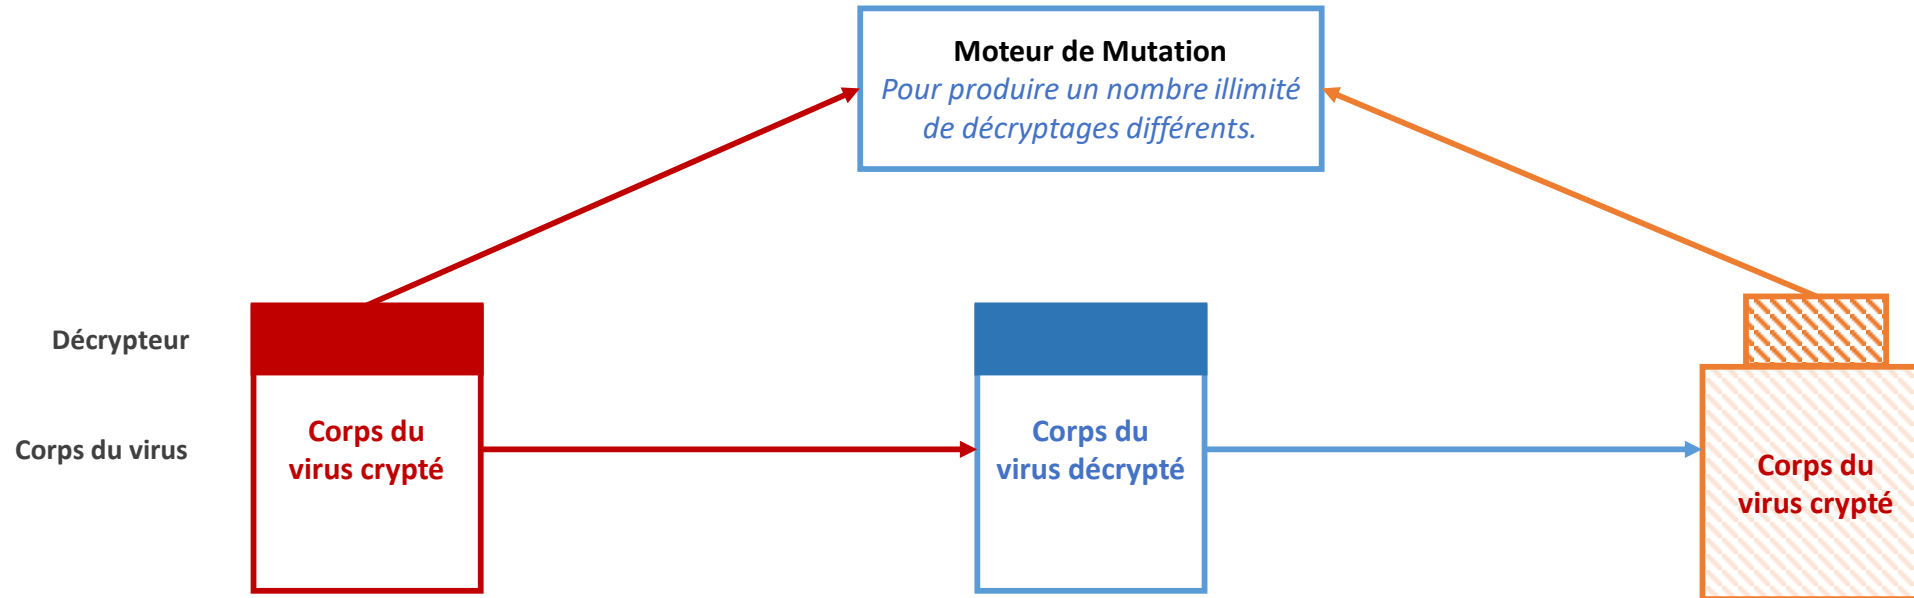 Moteur de Mutation
Pour produire un nombre illimité
de décryptages différents.
Décrypteur
Corps du virus
Corps du
virus crypté
Corps du
virus décrypté
Corps du
virus crypté